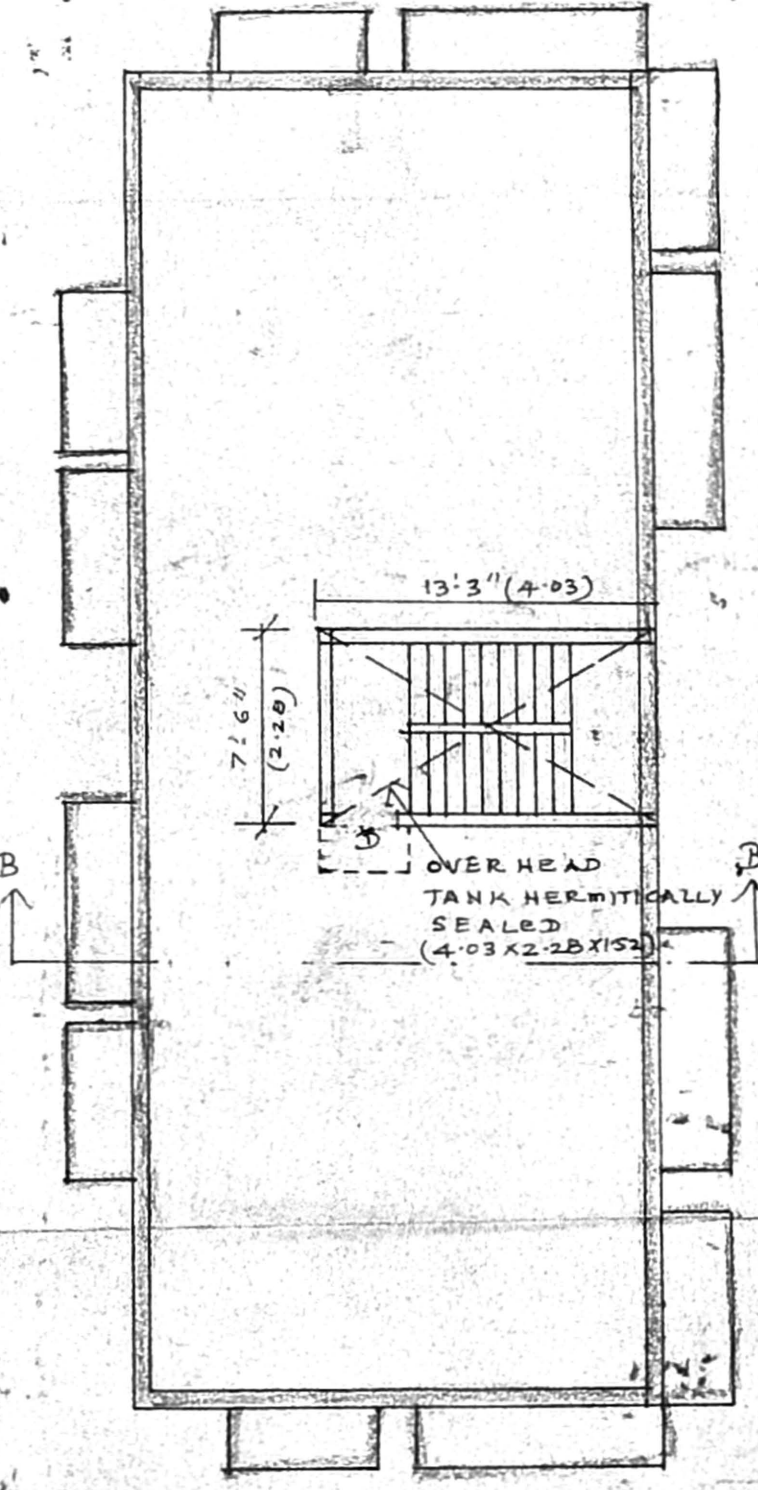 13'-3" (4.03)
7'-6"
(2.28)
D
B
B
OVER HEAD
TANK HERMITICALLY
SEALED
(4.03 X 2.28 X 1.52)